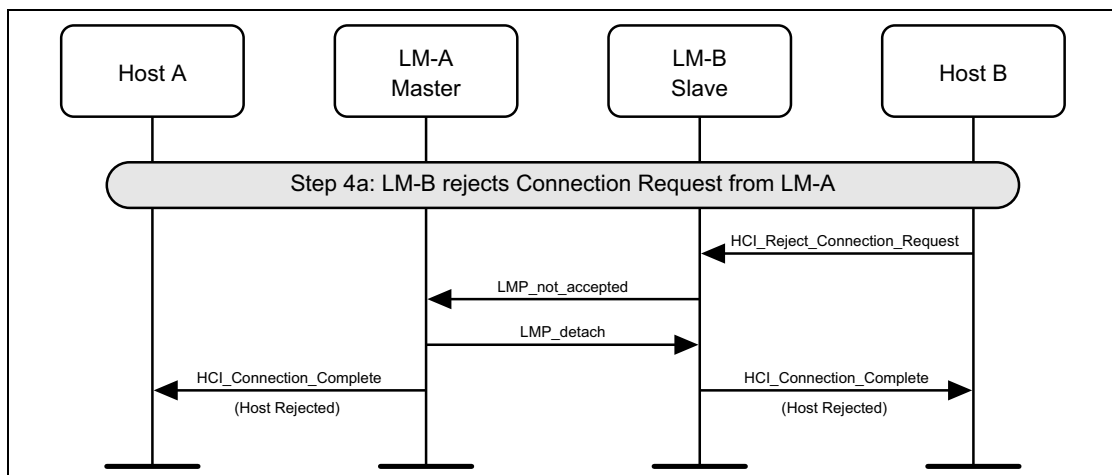 Host A
LM-A
Master
LM-B
Slave
Host B
Step 4a: LM-B rejects Connection Request from LM-A
HCI_Reject_Connection_Request
LMP_not_accepted
LMP_detach
HCI_Connection_Complete
(Host Rejected)
HCI_Connection_Complete
(Host Rejected)